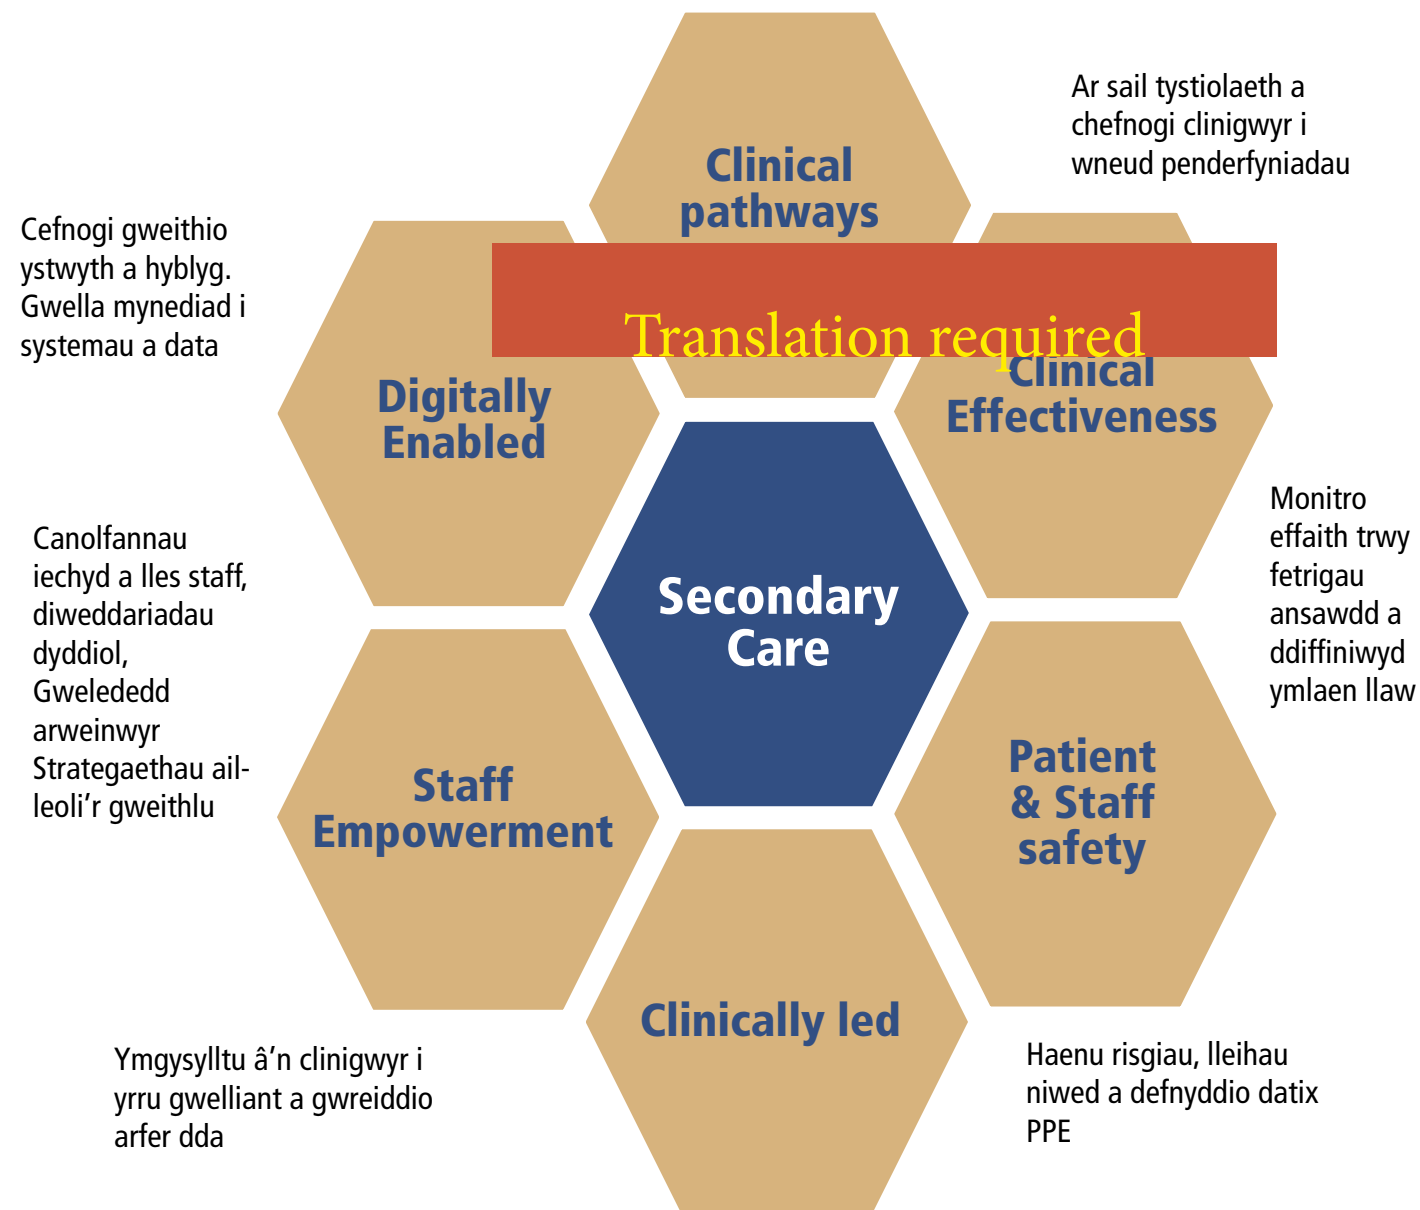 Ar sail tystiolaeth a
chefnogi clinigwyr i
wneud penderfyniadau
Clinical
pathways
Cefnogi gweithio
ystwyth a hyblyg.
Gwella mynediad i
systemau a data
Translation required
Digitally
Enabled
Clinical
Effectiveness
Monitro
effaith trwy
fetrigau
ansawdd a
ddiffiniwyd
ymlaen llaw
Canolfannau
iechyd a lles staff,
diweddariadau
dyddiol,
Gwelededd
arweinwyr
Strategaethau ail-
leoli’r gweithlu
Secondary
Care
Staff
Empowerment
Patient
& Staff
safety
Clinically led
Ymgysylltu â’n clinigwyr i
yrru gwelliant a gwreiddio
arfer dda
Haenu risgiau, lleihau
niwed a defnyddio datix
PPE